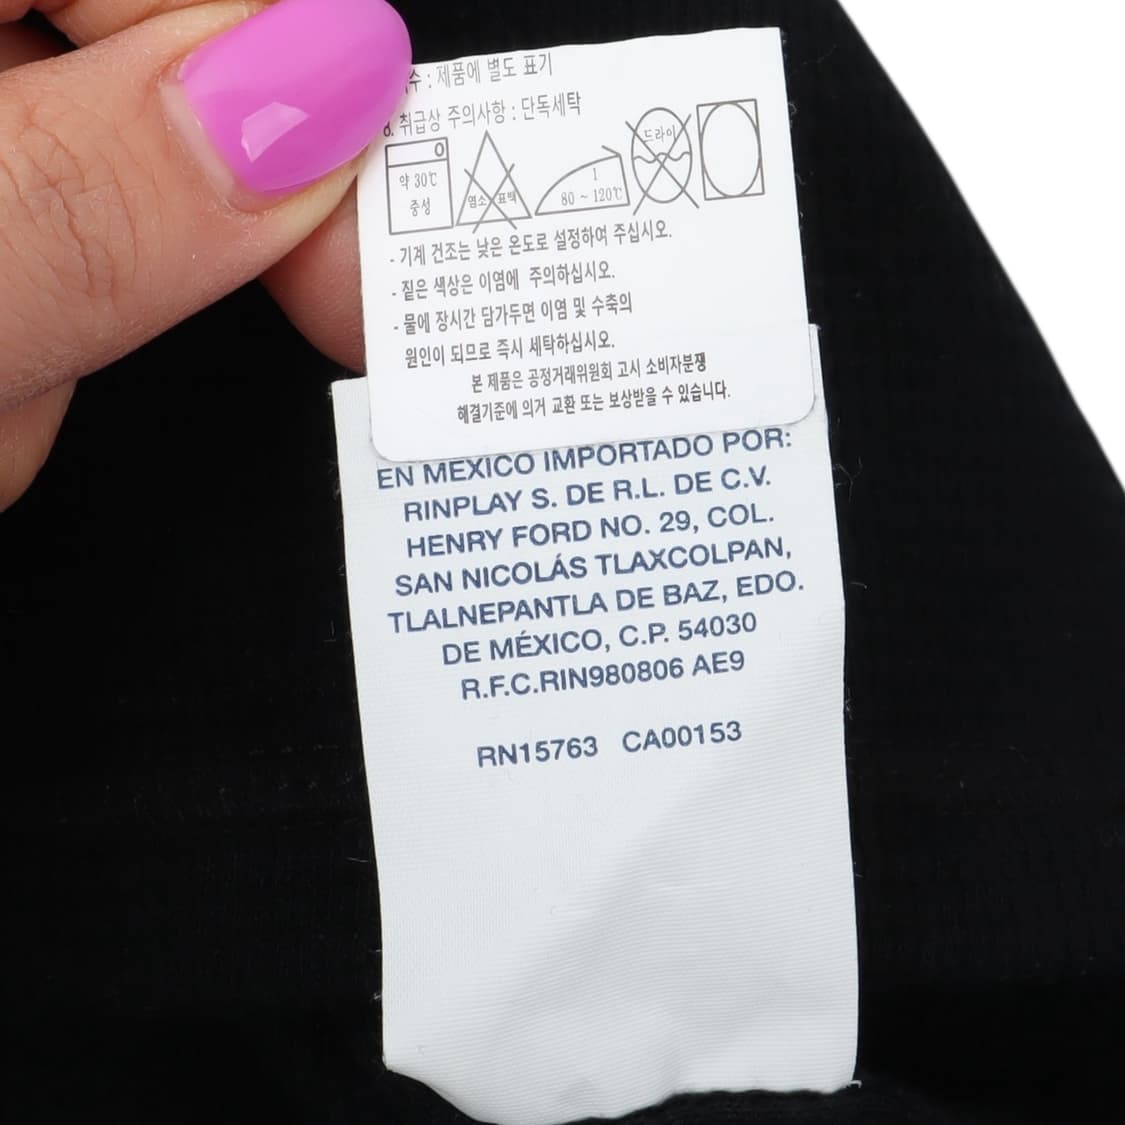 수 : 제품에 별도 표기
8. 취급상 주의사항 : 단독세탁
약 30℃
중성
염소 표백
1
80 ~ 120℃
드라이
- 기계 건조는 낮은 온도로 설정하여 주십시오.
- 짙은 색상은 이염에 주의하십시오.
- 물에 장시간 담가두면 이염 및 수축의
원인이 되므로 즉시 세탁하십시오.
본 제품은 공정거래위원회 고시 소비자분쟁
해결기준에 의거 교환 또는 보상받을 수 있습니다.
EN MÉXICO IMPORTADO POR:
RINPLAY S. DE R.L. DE C.V.
HENRY FORD NO. 29, COL.
SAN NICOLÁS TLAXCOLPAN,
TLALNEPANTLA DE BAZ, EDO.
DE MÉXICO, C.P. 54030
R.F.C.RIN980806 AE9
RN15763 CA00153